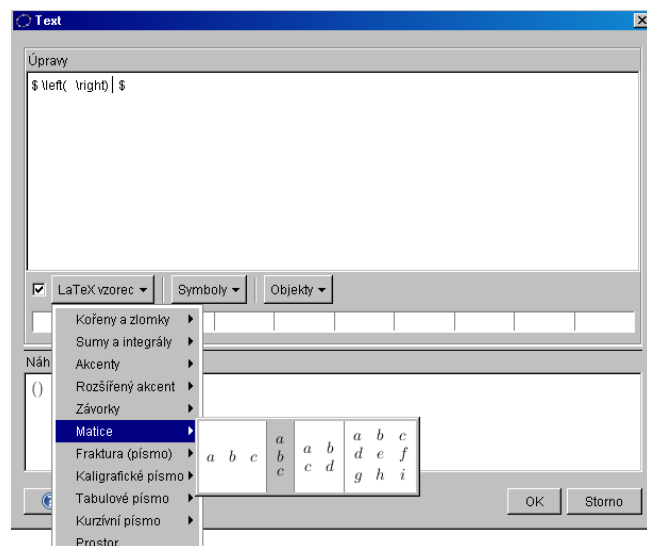 Text
Úpravy
$ \left(  \right) $
LaTeX vzorec
Symboly
Objekty
Kořeny a zlomky
Sumy a integrály
Náh
Akcenty
()
Rozšířený akcent
Závorky
Matice
Fraktura (písmo)
Kaligrafické písmo
Tabulové písmo
Kurzívní písmo
Prostor
a b c
a
b
c
a b
c d
a b c
d e f
g h i
OK
Storno